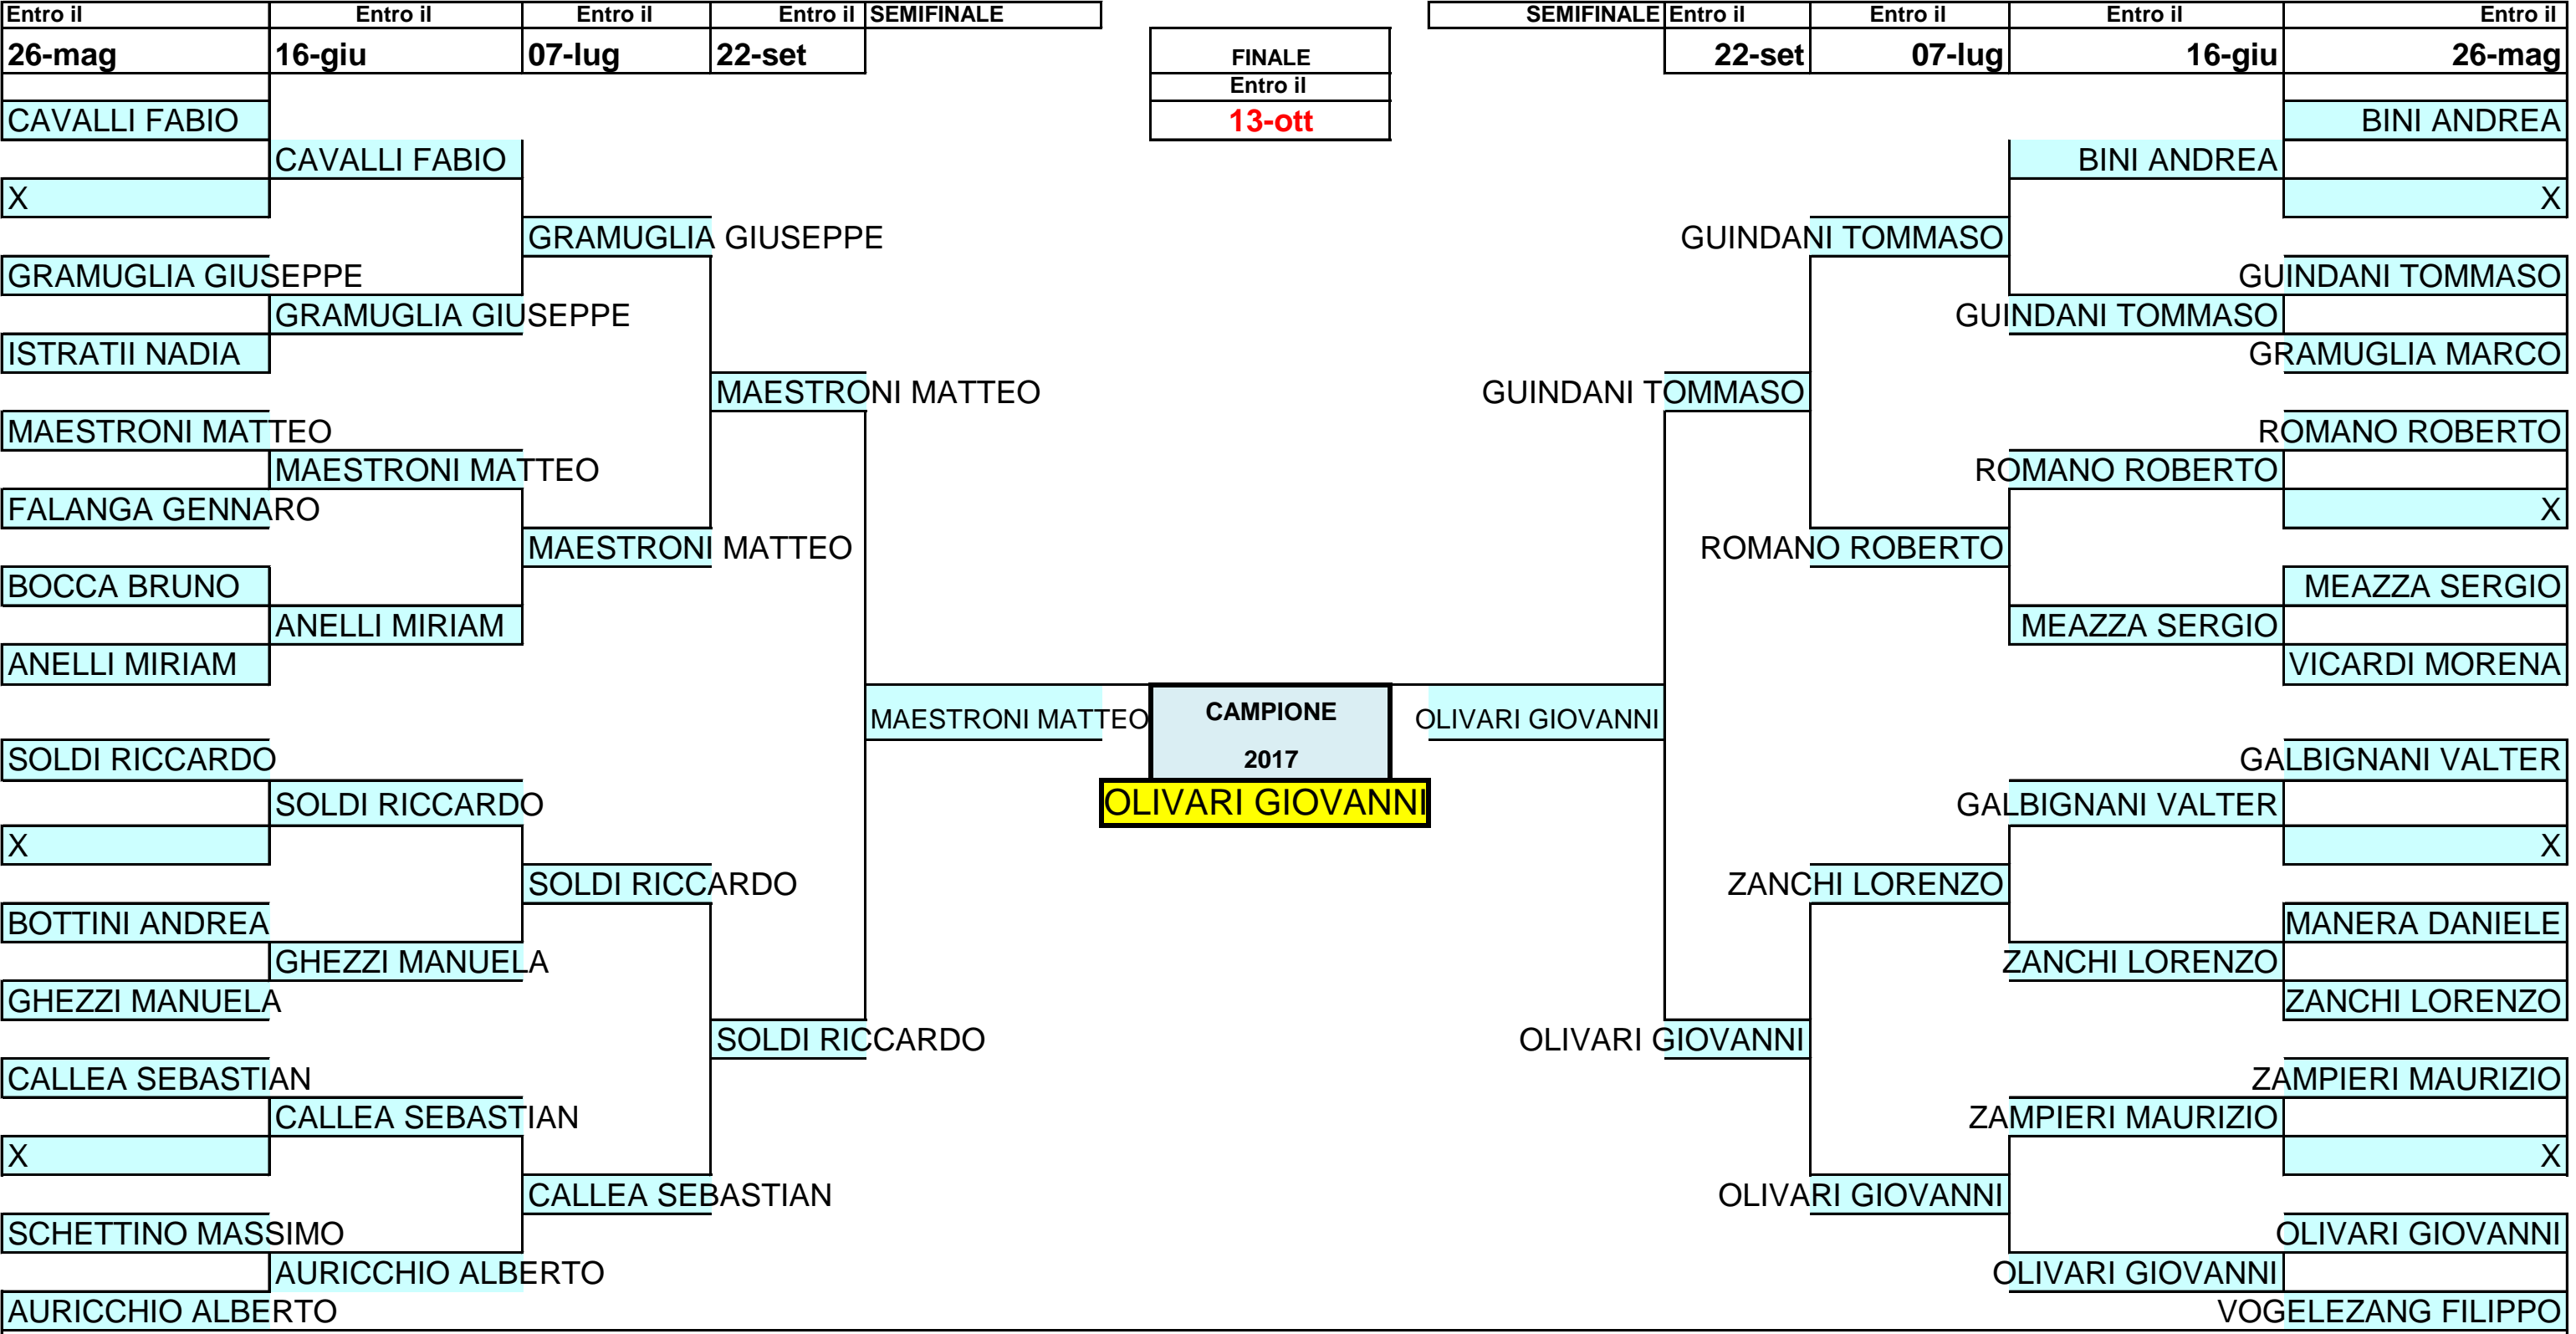 Entro il Entro il Entro il Entro il SEMIFINALE SEMIFINALE Entro il Entro il Entro il Entro il
26-mag 16-giu 07-lug 22-set FINALE 22-set 07-lug 16-giu 26-mag
Entro il
CAVALLI FABIO 13-ott BINI ANDREA
CAVALLI FABIO BINI ANDREA
X X
GRAMUGLIA GIUSEPPE GUINDANI TOMMASO
GRAMUGLIA GIUSEPPE GUINDANI TOMMASO
GRAMUGLIA GIUSEPPE GUINDANI TOMMASO
ISTRATII NADIA GRAMUGLIA MARCO
MAESTRONI MATTEO GUINDANI TOMMASO
MAESTRONI MATTEO ROMANO ROBERTO
MAESTRONI MATTEO ROMANO ROBERTO
FALANGA GENNARO X
MAESTRONI MATTEO ROMANO ROBERTO
BOCCA BRUNO MEAZZA SERGIO
ANELLI MIRIAM MEAZZA SERGIO
ANELLI MIRIAM VICARDI MORENA
MAESTRONI MATTEO CAMPIONE OLIVARI GIOVANNI
SOLDI RICCARDO 2017 GALBIGNANI VALTER
SOLDI RICCARDO OLIVARI GIOVANNI GALBIGNANI VALTER
X X
SOLDI RICCARDO ZANCHI LORENZO
BOTTINI ANDREA MANERA DANIELE
GHEZZI MANUELA ZANCHI LORENZO
GHEZZI MANUELA ZANCHI LORENZO
SOLDI RICCARDO OLIVARI GIOVANNI
CALLEA SEBASTIAN ZAMPIERI MAURIZIO
CALLEA SEBASTIAN ZAMPIERI MAURIZIO
X X
CALLEA SEBASTIAN OLIVARI GIOVANNI
SCHETTINO MASSIMO OLIVARI GIOVANNI
AURICCHIO ALBERTO OLIVARI GIOVANNI
AURICCHIO ALBERTO VOGELEZANG FILIPPO